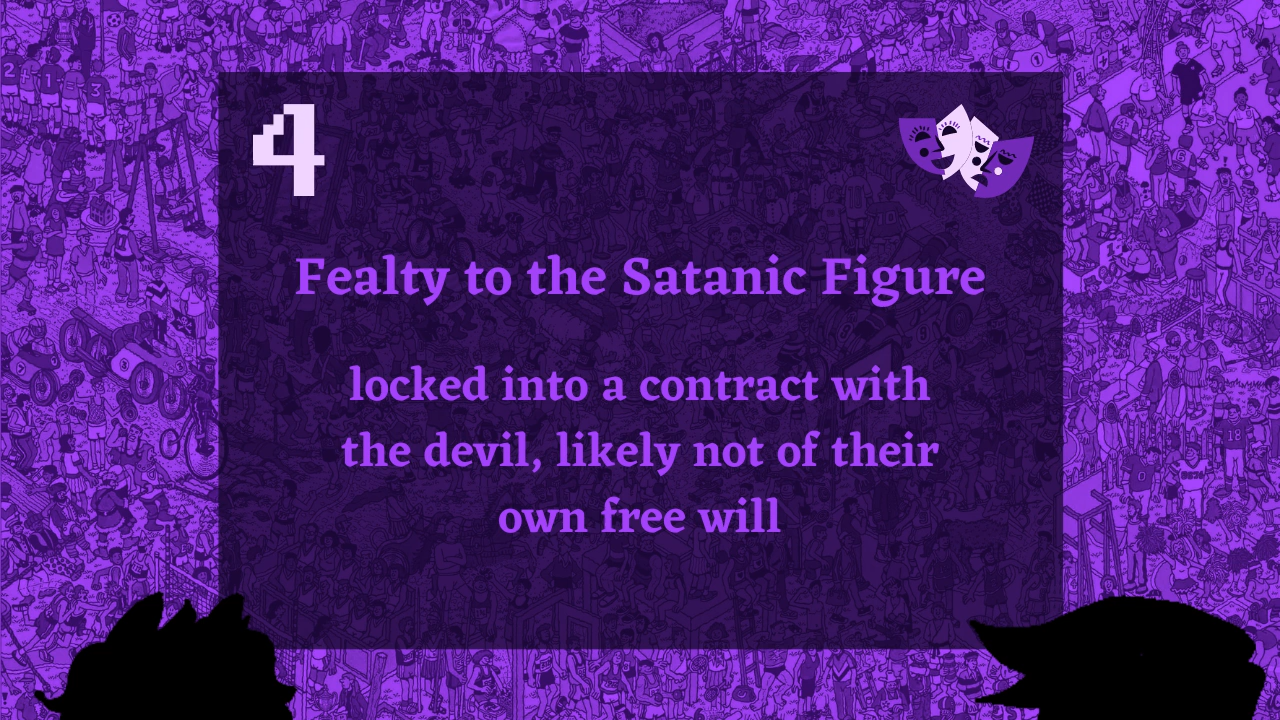 4
Fealty to the Satanic Figure
locked into a contract with
the devil, likely not of their
own free will